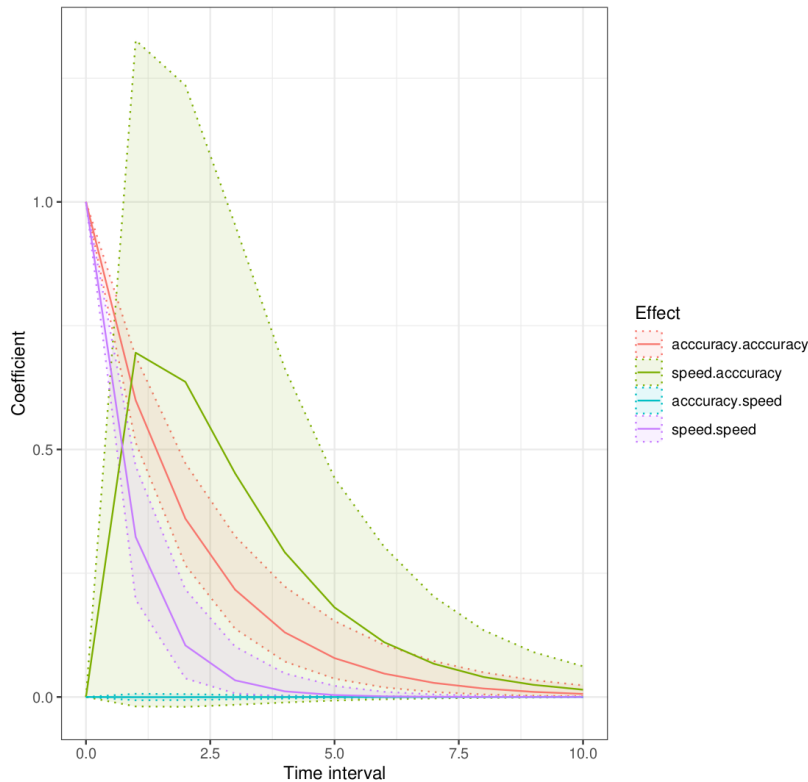 1.0
0.5
0.0
Coefficient
0.0
2.5
5.0
7.5
10.0
Time interval
Effect
acccuracy.acccuracy
speed.acccuracy
acccuracy.speed
speed.speed